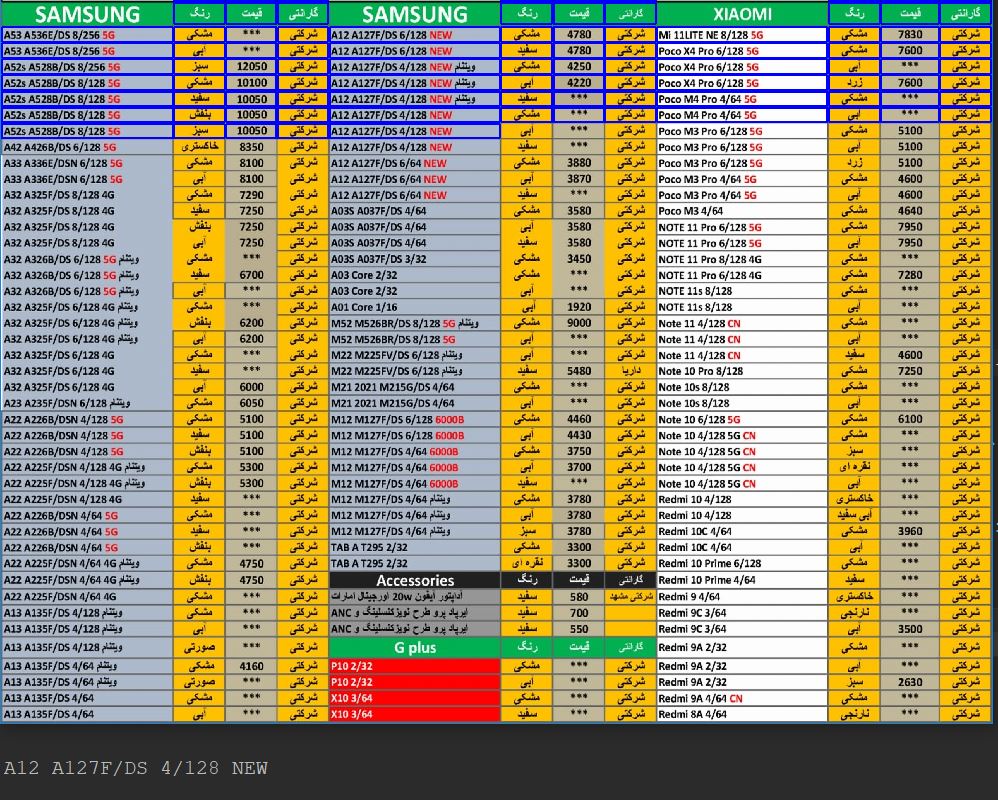 SAMSUNG رنگ قیمت گارانتی SAMSUNG رنگ قیمت گارانتی XIAOMI رنگ قیمت گارانتی
A53 A536E/DS 8/256 5G مشکی *** شرکتی A12 A127F/DS 6/128 NEW مشکی 4780 شرکتی Mi 11LITE NE 8/128 5G مشکی 7830 شرکتی
A53 A536E/DS 8/256 5G آبی *** شرکتی A12 A127F/DS 6/128 NEW سفید 4780 شرکتی Poco X4 Pro 6/128 5G مشکی 7600 شرکتی
A52s A528B/DS 8/256 5G سبز 12050 شرکتی A12 A127F/DS 4/128 NEW ویتنام مشکی 4250 شرکتی Poco X4 Pro 6/128 5G آبی *** شرکتی
A52s A528B/DS 8/128 5G مشکی 10100 شرکتی A12 A127F/DS 4/128 NEW آبی 4220 شرکتی Poco X4 Pro 6/128 5G زرد 7600 شرکتی
A52s A528B/DS 8/128 5G سفید 10050 شرکتی A12 A127F/DS 4/128 NEW ویتنام سفید *** شرکتی Poco M4 Pro 4/64 5G مشکی *** شرکتی
A52s A528B/DS 8/128 5G بنفش 10050 شرکتی A12 A127F/DS 4/128 NEW مشکی *** شرکتی Poco M4 Pro 4/64 5G آبی *** شرکتی
A52s A528B/DS 8/128 5G سبز 10050 شرکتی A12 A127F/DS 4/128 NEW آبی *** شرکتی Poco M3 Pro 6/128 5G مشکی 5100 شرکتی
A42 A426B/DS 6/128 5G خاکستری 8350 شرکتی A12 A127F/DS 4/128 NEW سفید *** شرکتی Poco M3 Pro 6/128 5G آبی 5100 شرکتی
A33 A336E/DSN 6/128 5G مشکی 8100 شرکتی A12 A127F/DS 6/64 NEW مشکی 3880 شرکتی Poco M3 Pro 6/128 5G زرد 5100 شرکتی
A33 A336E/DSN 6/128 5G آبی 8100 شرکتی A12 A127F/DS 6/64 NEW آبی 3870 شرکتی Poco M3 Pro 4/64 5G مشکی 4600 شرکتی
A32 A325F/DS 8/128 4G مشکی 7290 شرکتی A12 A127F/DS 6/64 NEW سفید *** شرکتی Poco M3 Pro 4/64 5G آبی 4600 شرکتی
A32 A325F/DS 8/128 4G سفید 7250 شرکتی A03S A037F/DS 4/64 مشکی 3580 شرکتی Poco M3 4/64 مشکی 4640 شرکتی
A32 A325F/DS 8/128 4G بنفش 7250 شرکتی A03S A037F/DS 4/64 آبی 3580 شرکتی NOTE 11 Pro 6/128 5G مشکی 7950 شرکتی
A32 A325F/DS 8/128 4G آبی 7250 شرکتی A03S A037F/DS 4/64 سفید 3580 شرکتی NOTE 11 Pro 6/128 5G آبی 7950 شرکتی
A32 A326B/DS 6/128 5G ویتنام مشکی *** شرکتی A03S A037F/DS 3/32 مشکی 3450 شرکتی NOTE 11 Pro 8/128 4G آبی *** شرکتی
A32 A326B/DS 6/128 5G ویتنام سفید 6700 شرکتی A03 Core 2/32 مشکی *** شرکتی NOTE 11 Pro 6/128 4G مشکی 7280 شرکتی
A32 A326B/DS 6/128 5G ویتنام آبی *** شرکتی A03 Core 2/32 آبی *** شرکتی NOTE 11s 8/128 مشکی *** شرکتی
A32 A325F/DS 6/128 4G ویتنام مشکی *** شرکتی A01 Core 1/16 آبی 1920 شرکتی NOTE 11s 8/128 آبی *** شرکتی
A32 A325F/DS 6/128 4G ویتنام بنفش 6200 شرکتی M52 M526BR/DS 8/128 5G ویتنام مشکی 9000 شرکتی Note 11 4/128 CN مشکی *** شرکتی
A32 A325F/DS 6/128 4G ویتنام آبی 6200 شرکتی M52 M526BR/DS 8/128 5G آبی *** شرکتی Note 11 4/128 CN آبی *** شرکتی
A32 A325F/DS 6/128 4G مشکی *** شرکتی M22 M225FV/DS 6/128 ویتنام مشکی *** شرکتی Note 11 4/128 CN سفید 4600 شرکتی
A32 A325F/DS 6/128 4G سفید *** شرکتی M22 M225FV/DS 6/128 ویتنام سفید 5480 داریا Note 10 Pro 8/128 مشکی 7250 شرکتی
A32 A325F/DS 6/128 4G آبی 6000 شرکتی M21 2021 M215G/DS 4/64 مشکی *** شرکتی Note 10s 8/128 مشکی *** شرکتی
A23 A235F/DSN 6/128 ویتنام مشکی 6050 شرکتی M21 2021 M215G/DS 4/64 آبی *** شرکتی Note 10s 8/128 آبی *** شرکتی
A22 A226B/DSN 4/128 5G مشکی 5100 شرکتی M12 M127F/DS 6/128 6000B مشکی 4460 شرکتی Note 10 6/128 5G مشکی 6100 شرکتی
A22 A226B/DSN 4/128 5G سفید 5100 شرکتی M12 M127F/DS 6/128 6000B آبی 4430 شرکتی Note 10 4/128 5G CN مشکی *** شرکتی
A22 A226B/DSN 4/128 5G بنفش 5100 شرکتی M12 M127F/DS 4/64 6000B مشکی 3750 شرکتی Note 10 4/128 5G CN سبز *** شرکتی
A22 A225F/DSN 4/128 4G ویتنام مشکی 5300 شرکتی M12 M127F/DS 4/64 6000B آبی 3700 شرکتی Note 10 4/128 5G CN نقره ای *** شرکتی
A22 A225F/DSN 4/128 4G ویتنام بنفش 5300 شرکتی M12 M127F/DS 4/64 6000B سفید *** شرکتی Note 10 4/128 5G CN آبی *** شرکتی
A22 A225F/DSN 4/128 4G سفید *** شرکتی M12 M127F/DS 4/64 ویتنام مشکی 3780 شرکتی Redmi 10 4/128 خاکستری *** شرکتی
A22 A226B/DSN 4/64 5G مشکی *** شرکتی M12 M127F/DS 4/64 ویتنام آبی 3780 شرکتی Redmi 10 4/128 آبی سفید *** شرکتی
A22 A226B/DSN 4/64 5G سفید *** شرکتی M12 M127F/DS 4/64 ویتنام سبز 3780 شرکتی Redmi 10C 4/64 مشکی 3960 شرکتی
A22 A226B/DSN 4/64 5G بنفش *** شرکتی TAB A T295 2/32 مشکی 3300 شرکتی Redmi 10C 4/64 آبی *** شرکتی
A22 A225F/DSN 4/64 4G ویتنام مشکی 4750 شرکتی TAB A T295 2/32 نقره ای 3300 شرکتی Redmi 10 Prime 6/128 مشکی *** شرکتی
A22 A225F/DSN 4/64 4G ویتنام بنفش 4750 شرکتی Accessories رنگ قیمت گارانتی Redmi 10 Prime 4/64 سفید *** شرکتی
A22 A225F/DSN 4/64 4G سفید *** شرکتی آداپتور آیفون 20w اورجینال امارات سفید 580 شرکتی مشهد Redmi 9 4/64 خاکستری *** شرکتی
A13 A135F/DS 4/128 ویتنام مشکی *** شرکتی ایرپاد پرو طرح نویزکنسلینگ و ANC سفید 700 Redmi 9C 3/64 نارنجی *** شرکتی
A13 A135F/DS 4/128 ویتنام آبی *** شرکتی ایرپاد پرو طرح نویزکنسلینگ و ANC سفید 550 Redmi 9C 3/64 آبی 3500 شرکتی
A13 A135F/DS 4/128 ویتنام صورتی *** شرکتی G plus رنگ قیمت گارانتی Redmi 9A 2/32 مشکی *** شرکتی
A13 A135F/DS 4/64 ویتنام مشکی 4160 شرکتی P10 2/32 مشکی *** شرکتی Redmi 9A 2/32 آبی *** شرکتی
A13 A135F/DS 4/64 ویتنام صورتی *** شرکتی P10 2/32 آبی *** شرکتی Redmi 9A 2/32 سبز 2630 شرکتی
A13 A135F/DS 4/64 مشکی *** شرکتی X10 3/64 مشکی *** شرکتی Redmi 9A 4/64 CN مشکی *** شرکتی
A13 A135F/DS 4/64 آبی *** شرکتی X10 3/64 سفید *** شرکتی Redmi 8A 4/64 نارنجی *** شرکتی
A12 A127F/DS 4/128 NEW